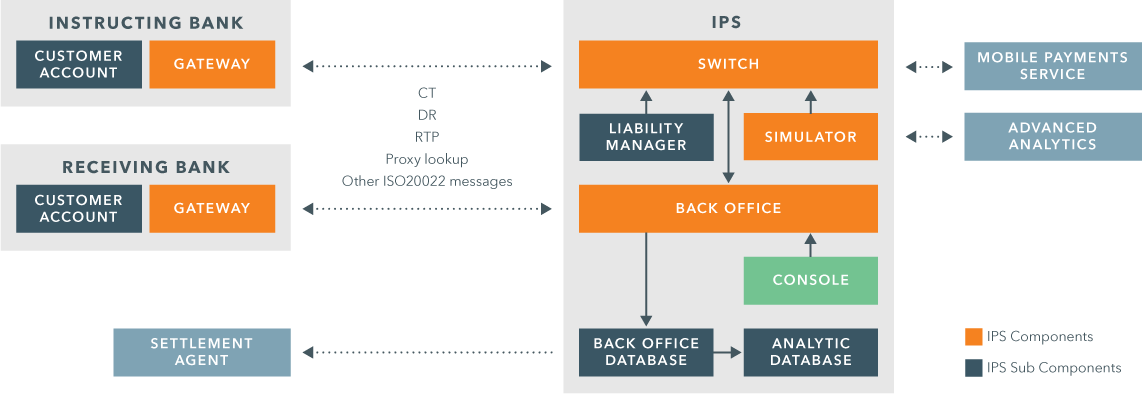 INSTRUCTING BANK
CUSTOMER
ACCOUNT
GATEWAY
RECEIVING BANK
CUSTOMER
ACCOUNT
GATEWAY
SETTLEMENT
AGENT
CT
DR
RTP
Proxy lookup
Other ISO20022 messages
IPS
SWITCH
LIABILITY
MANAGER
SIMULATOR
BACK OFFICE
CONSOLE
BACK OFFICE
DATABASE
ANALYTIC
DATABASE
MOBILE PAYMENTS
SERVICE
ADVANCED
ANALYTICS
IPS Components
IPS Sub Components